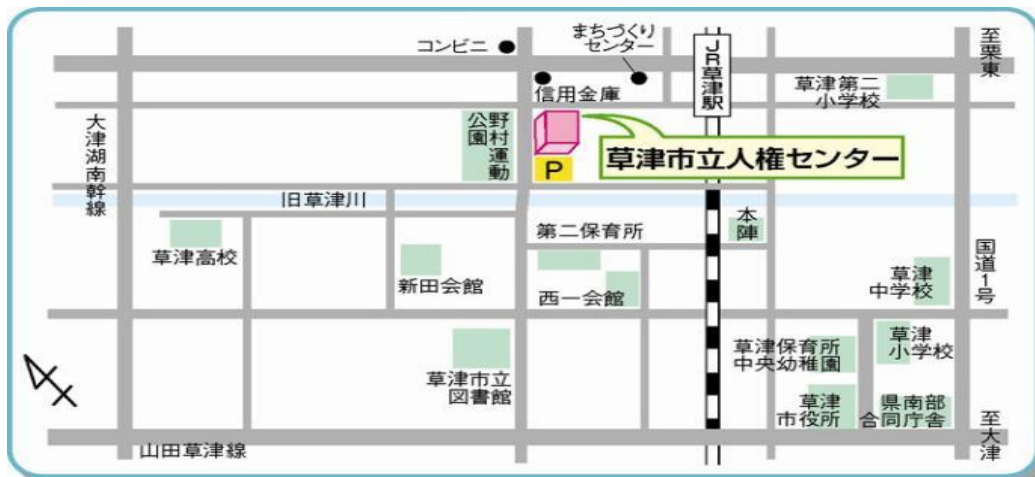 コンビニ
まちづくり
センター
JR草津駅
至栗東
草津第二
小学校
信用金庫
大津湖南幹線
野村運動
公園
草津市立人権センター
P
旧草津川
本陣
第二保育所
草津高校
新田会館
西一会館
国道1号
草津
中学校
草津保育所
中央幼稚園
草津
小学校
草津市立
図書館
草津
市役所
県南部
合同庁舎
至大津
山田草津線